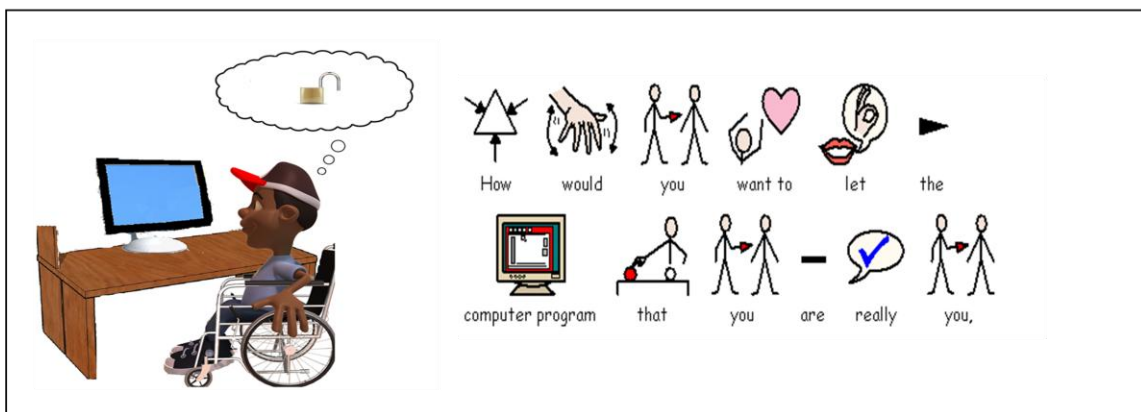 How would you want to let the
computer program that you are really you,